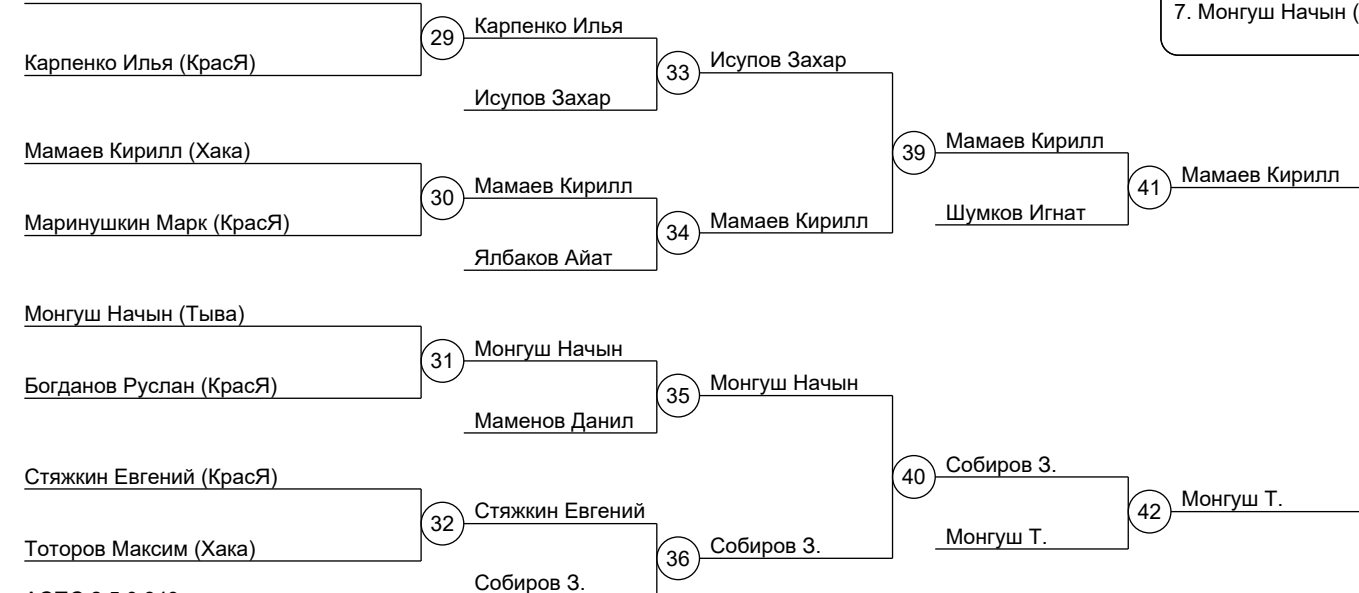 7. Монгуш Начын (
29
Карпенко Илья
Карпенко Илья (КрасЯ)
33
Исупов Захар
Исупов Захар
Мамаев Кирилл (Хака)
39
Мамаев Кирилл
30
Мамаев Кирилл
41
Мамаев Кирилл
Маринушкин Марк (КрасЯ)
34
Мамаев Кирилл
Шумков Игнат
Ялбаков Айат
Монгуш Начын (Тыва)
31
Монгуш Начын
Богданов Руслан (КрасЯ)
35
Монгуш Начын
Маменов Данил
Стяжкин Евгений (КрасЯ)
40
Собиров З.
32
Стяжкин Евгений
42
Монгуш Т.
Тоторов Максим (Хака)
36
Собиров З.
Монгуш Т.
Собиров З.